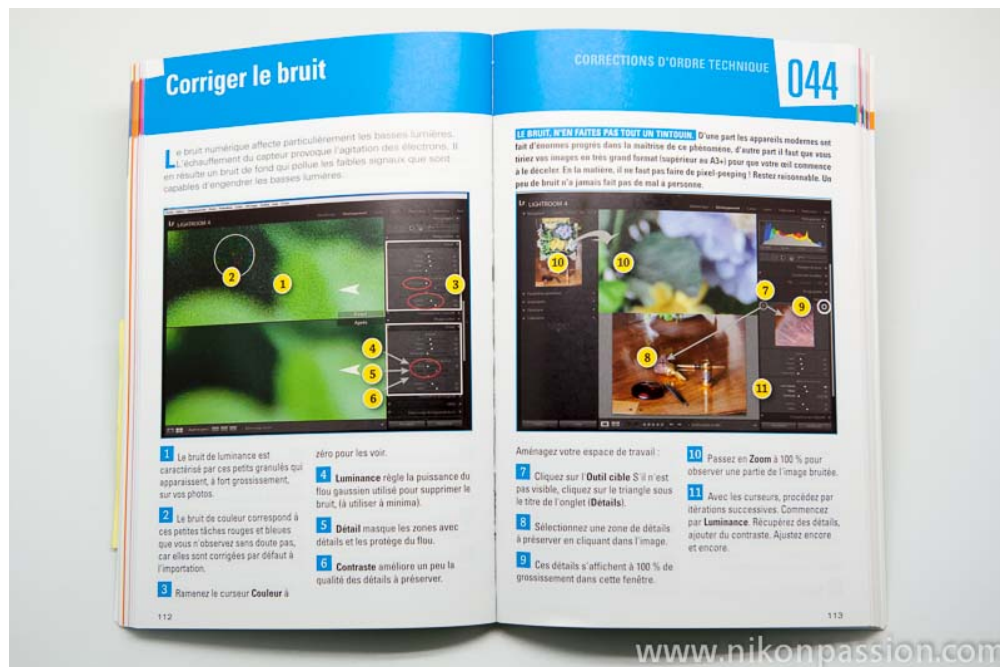 Corriger le bruit
Le bruit numérique affecte particulièrement les basses lumières.
L'échauffement du capteur provoque l'agitation des électrons. Il
en résulte un bruit de fond qui pollue les faibles signaux que sont
capables d'engendrer les basses lumières.
Lr LIGHTROOM 4
2
1
3
Après
4
5
6
1 Le bruit de luminance est
caractérisé par ces petits granulés qui
apparaissent, à fort grossissement,
sur vos photos.
2 Le bruit de couleur correspond à
ces petites tâches rouges et bleues
que vous n'observez sans doute pas,
car elles sont corrigées par défaut à
l'importation.
3 Ramenez le curseur Couleur à
zéro pour les voir.
4 Luminance règle la puissance du
flou gaussien utilisé pour supprimer le
bruit, (à utiliser à minima).
5 Détail masque les zones avec
détails et les protège du flou.
6 Contraste améliore un peu la
qualité des détails à préserver.
112
CORRECTIONS D'ORDRE TECHNIQUE
044
LE BRUIT, N'EN FAITES PAS TOUT UN TINTOUIN. D'une part les appareils modernes ont
fait d'énormes progrès dans la maîtrise de ce phénomène, d'autre part il faut que vous
tiriez vos images en très grand format (supérieur au A3+) pour que votre œil commence
à le déceler. En la matière, il ne faut pas faire de pixel-peeping ! Restez raisonnable. Un
peu de bruit n'a jamais fait pas de mal à personne.
Lr LIGHTROOM 4
10
10
7
9
8
11
Aménagez votre espace de travail :
7 Cliquez sur l'Outil cible S'il n'est
pas visible, cliquez sur le triangle sous
le titre de l'onglet (Détails).
8 Sélectionnez une zone de détails
à préserver en cliquant dans l'image.
9 Ces détails s'affichent à 100 % de
grossissement dans cette fenêtre.
10 Passez en Zoom à 100 % pour
observer une partie de l'image bruitée.
11 Avec les curseurs, procédez par
itérations successives. Commencez
par Luminance. Récupérez des détails,
ajouter du contraste. Ajustez encore
et encore.
113
www.nikonpassion.com